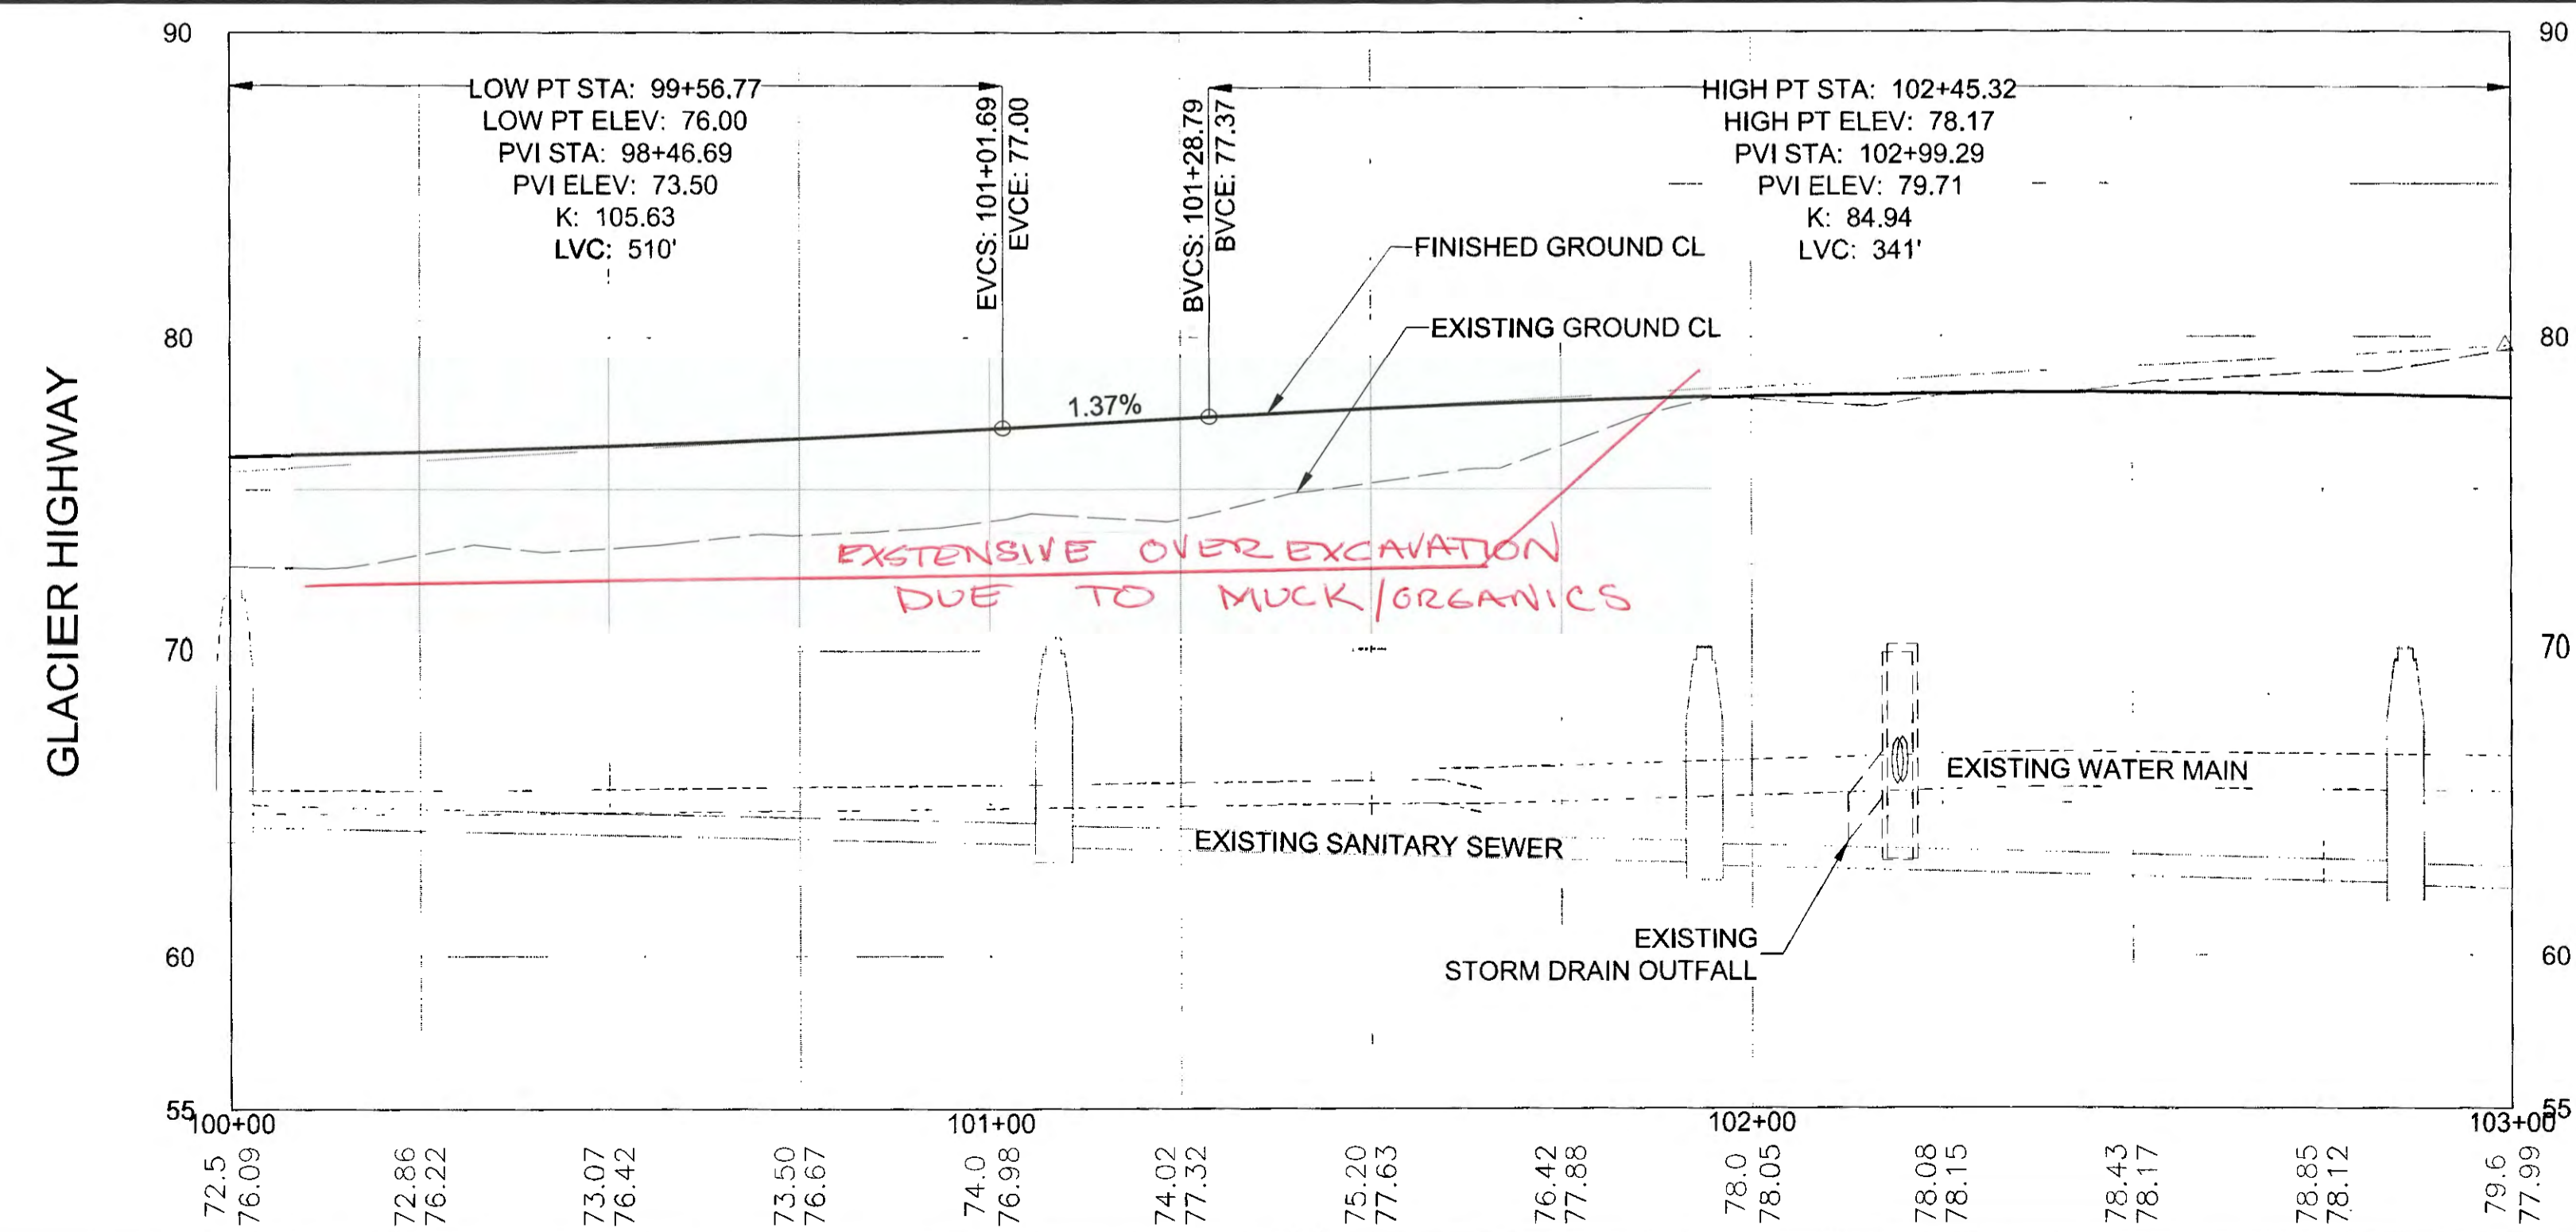 90
90
LOW PT STA: 99+56.77
LOW PT ELEV: 76.00
PVI STA: 98+46.69
PVI ELEV: 73.50
K: 105.63
LVC: 510'
EVCS: 101+01.69
EVCE: 77.00
BVCS: 101+28.79
BVCE: 77.37
HIGH PT STA: 102+45.32
HIGH PT ELEV: 78.17
PVI STA: 102+99.29
PVI ELEV: 79.71
K: 84.94
LVC: 341'
FINISHED GROUND CL
EXISTING GROUND CL
80
80
1.37%
GLACIER HIGHWAY
EXSTENSIVE OVER EXCAVATION
DUE TO MUCK/ORGANICS
70
70
EXISTING WATER MAIN
EXISTING SANITARY SEWER
EXISTING
STORM DRAIN OUTFALL
60
60
55
55
100+00
101+00
102+00
103+00
72.5
76.09
72.86
76.22
73.07
76.42
73.50
76.67
74.0
76.98
74.02
77.32
75.20
77.63
76.42
77.88
78.0
78.05
78.08
78.15
78.43
78.17
78.85
78.12
79.6
77.99